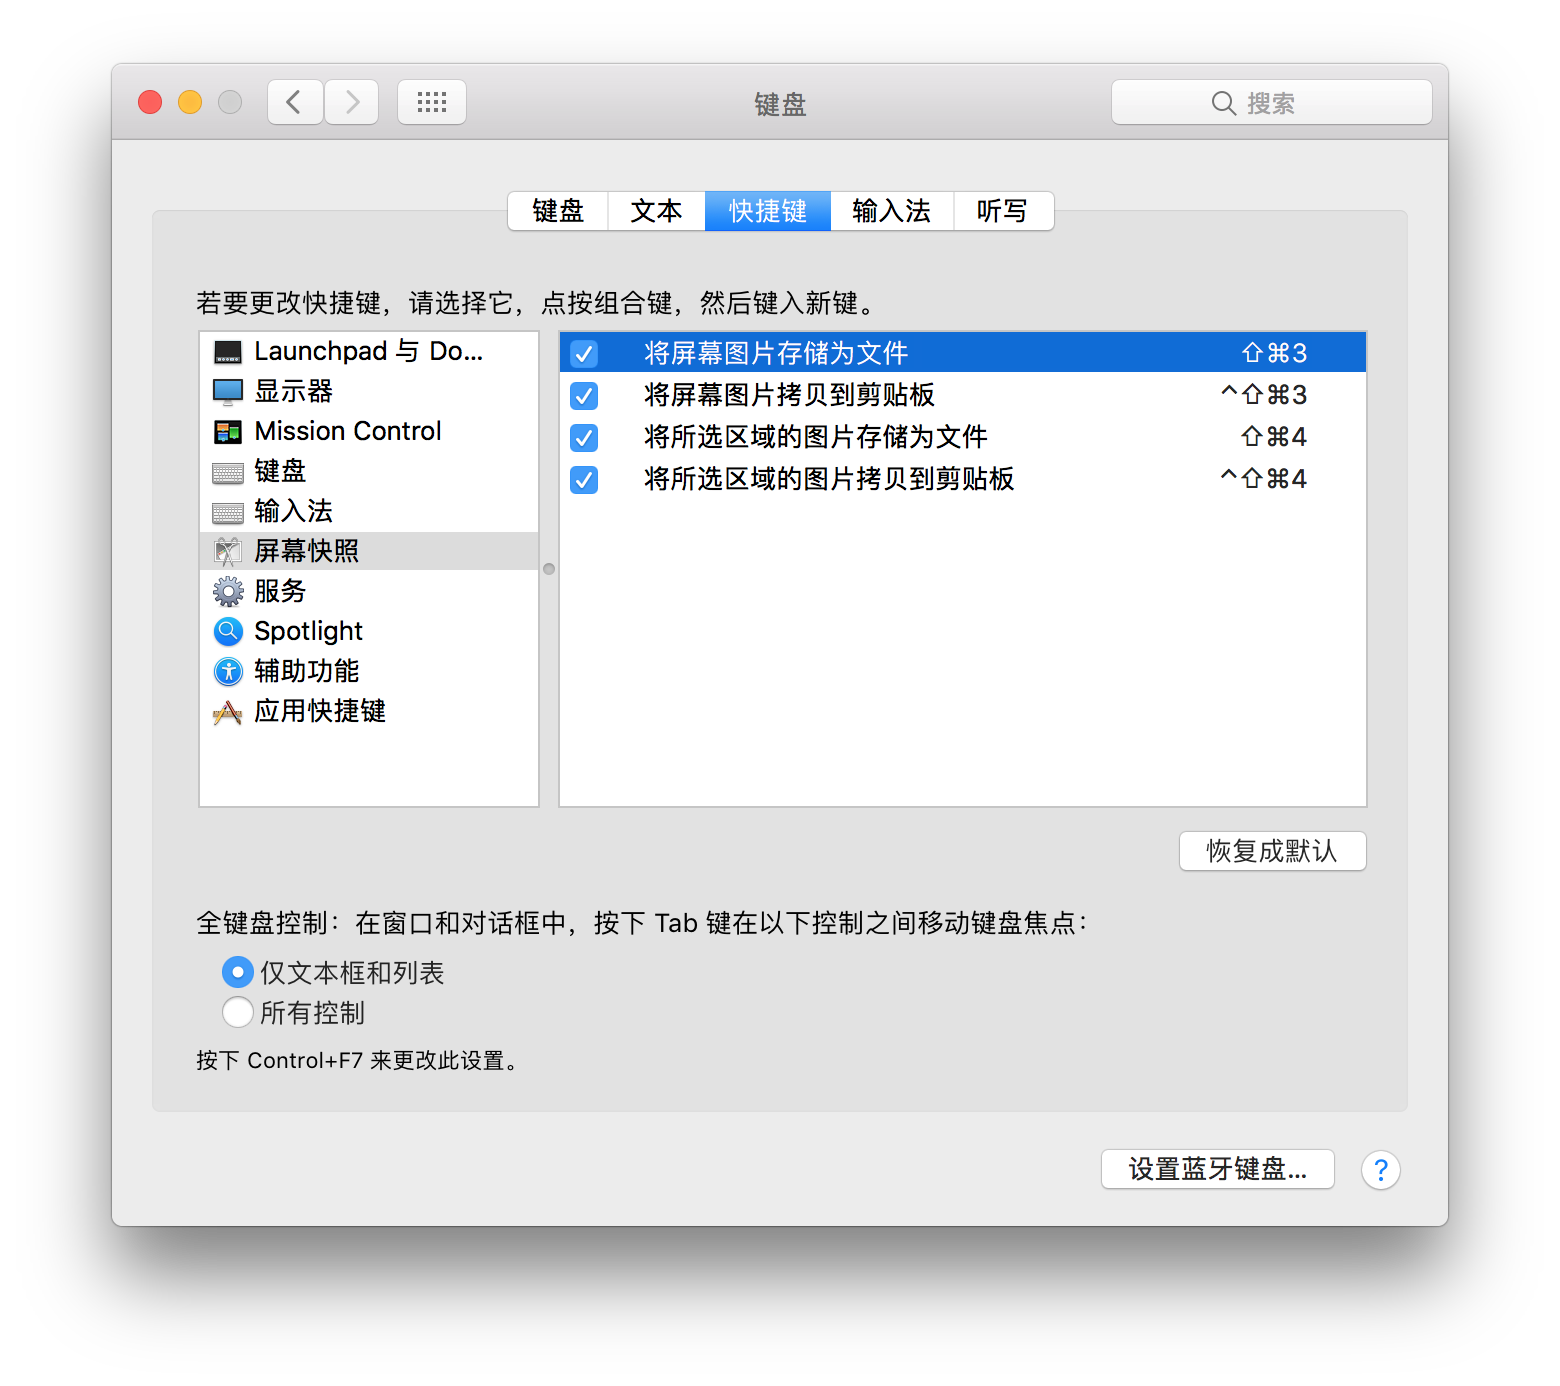 键盘
搜索
键盘 文本 快捷键 输入法 听写
若要更改快捷键，请选择它，点按组合键，然后键入新键。
Launchpad 与 Do...
显示器
Mission Control
键盘
输入法
屏幕快照
服务
Spotlight
辅助功能
应用快捷键
将屏幕图片存储为文件 ⇧⌘3
将屏幕图片拷贝到剪贴板 ^⇧⌘3
将所选区域的图片存储为文件 ⇧⌘4
将所选区域的图片拷贝到剪贴板 ^⇧⌘4
恢复成默认
全键盘控制：在窗口和对话框中，按下 Tab 键在以下控制之间移动键盘焦点：
仅文本框和列表
所有控制
按下 Control+F7 来更改此设置。
设置蓝牙键盘...
?